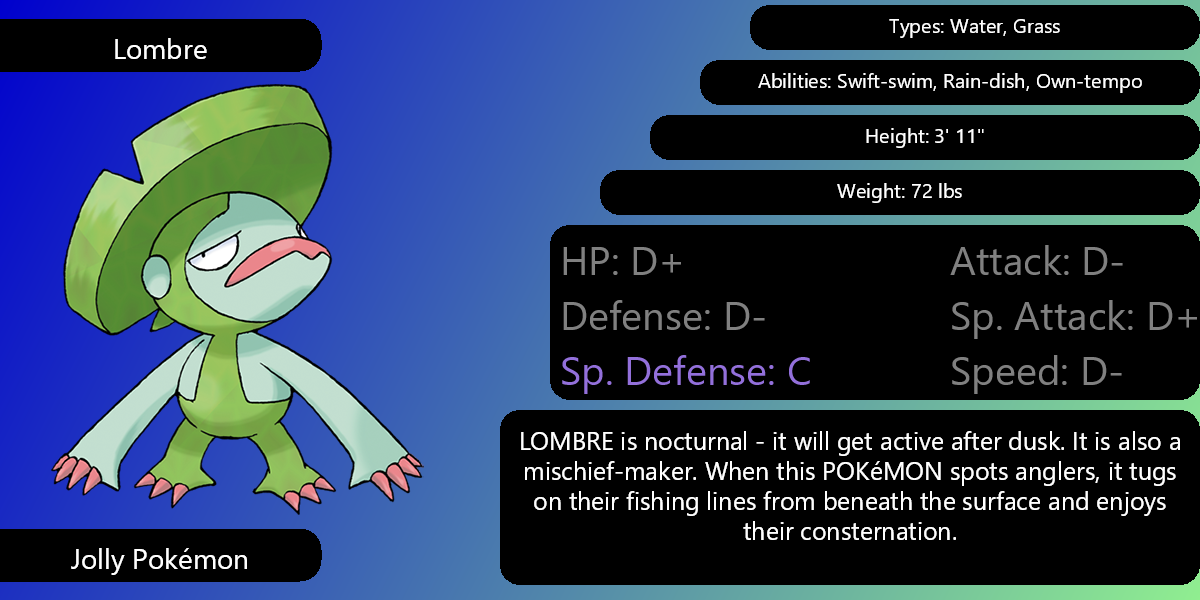 Lombre
Types: Water, Grass
Abilities: Swift-swim, Rain-dish, Own-tempo
Height: 3' 11"
Weight: 72 lbs
HP: D+
Attack: D-
Defense: D-
Sp. Attack: D+
Sp. Defense: C
Speed: D-
LOMBRE is nocturnal - it will get active after dusk. It is also a
mischief-maker. When this POKéMON spots anglers, it tugs
on their fishing lines from beneath the surface and enjoys
their consternation.
Jolly Pokémon